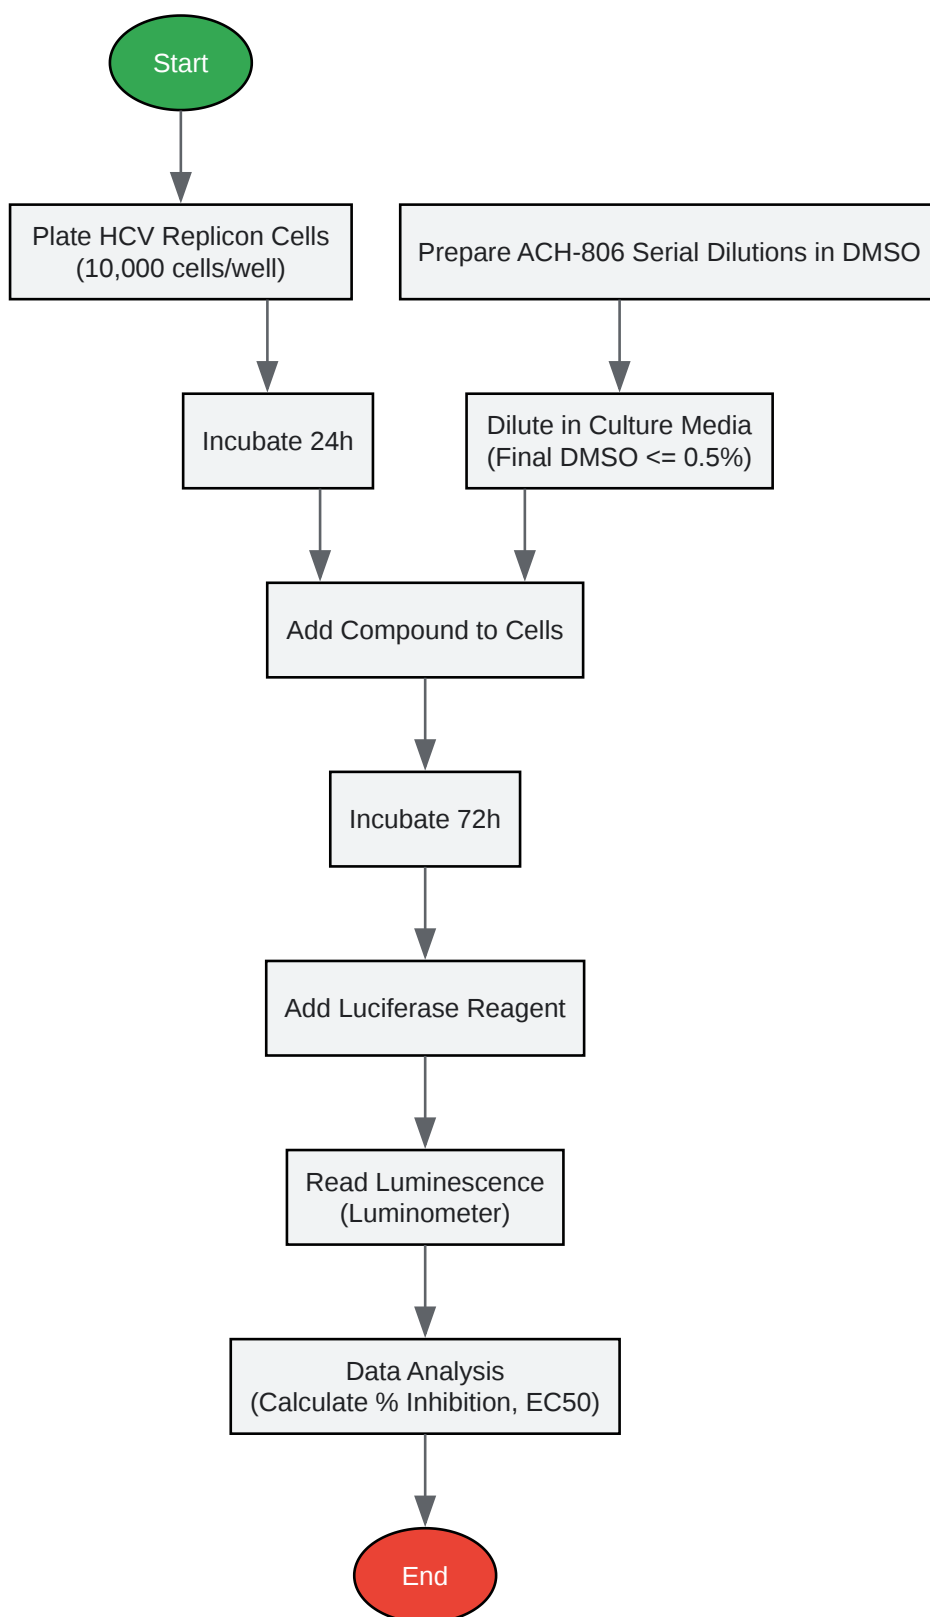 Start
Plate HCV Replicon Cells
(10,000 cells/well)
Prepare ACH-806 Serial Dilutions in DMSO
Incubate 24h
Dilute in Culture Media
(Final DMSO <= 0.5%)
Add Compound to Cells
Incubate 72h
Add Luciferase Reagent
Read Luminescence
(Luminometer)
Data Analysis
(Calculate % Inhibition, EC50)
End